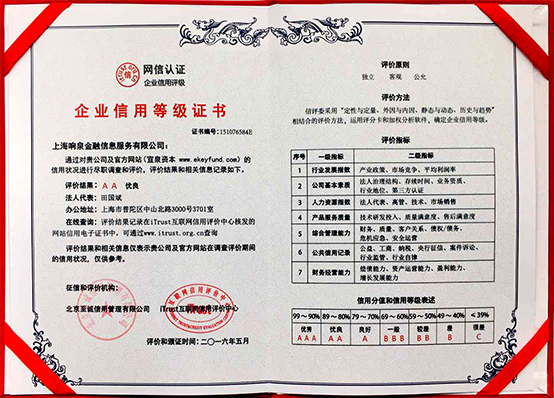 itrust.org.cn
信
网信认证
企业信用评级
企业信用等级证书
证书编号:151076584E
上海响泉金融信息服务有限公司:
通过对贵公司及官方网站(宜泉资本 www.ekeyfund.com) 的
信用状况进行尽职调查和评价, 评价结果和相关信息记录如下。
评价结果: A A 优良
法人代表: 田国斌
公司地址: 上海市普陀区中山北路3000号3701室
在线查询: 评价结果记录在iTrust互联网信用评价中心核发的
网站信用电子证书中, 可通过www.itrust.org.cn查询
评价结果和相关信息仅表示贵公司及官方网站在调查评价期间
的信用状况, 仅供参考。
征信和评价机构:
北京至诚信用管理有限公司 iTrust互联网信用评价中心
评价和颁证时间: 二〇一六年五月
评价原则
独立 客观 公允
评价方法
信评委采用“定性与定量、外因与内因、静态与动态、历史与趋势”
相结合的评价方法, 运用评分卡和加权分析软件, 确定企业信用等级。
评价指标
序号 一级指标 二级指标
1 行业发展指数 产业政策、市场竞争、平均利润率
2 公司基本素质 法人治理结构、存续时间、业务资质、
行业地位、第三方认证
3 人力资源指数 法人代表、高管、技术、市场销售
4 产品服务质量 技术研发投入、质量满意度、售后满意度
5 综合管理能力 财务、质量、客户关系、债权/债务、
危机应急、安全运营
6 公共信用记录 公益、工商、纳税、央行征信、案件诉讼、
行业监管、行业自律
7 财务经营能力 偿债能力、资产运营能力、盈利能力、
增长发展能力
信用分值和信用等级表述
99~90% 89~80% 79~70% 69~60% 59~50% 49~40% <39%
优秀 优良 良好 一般 较差 差 很差
AAA AA A BBB BB B C